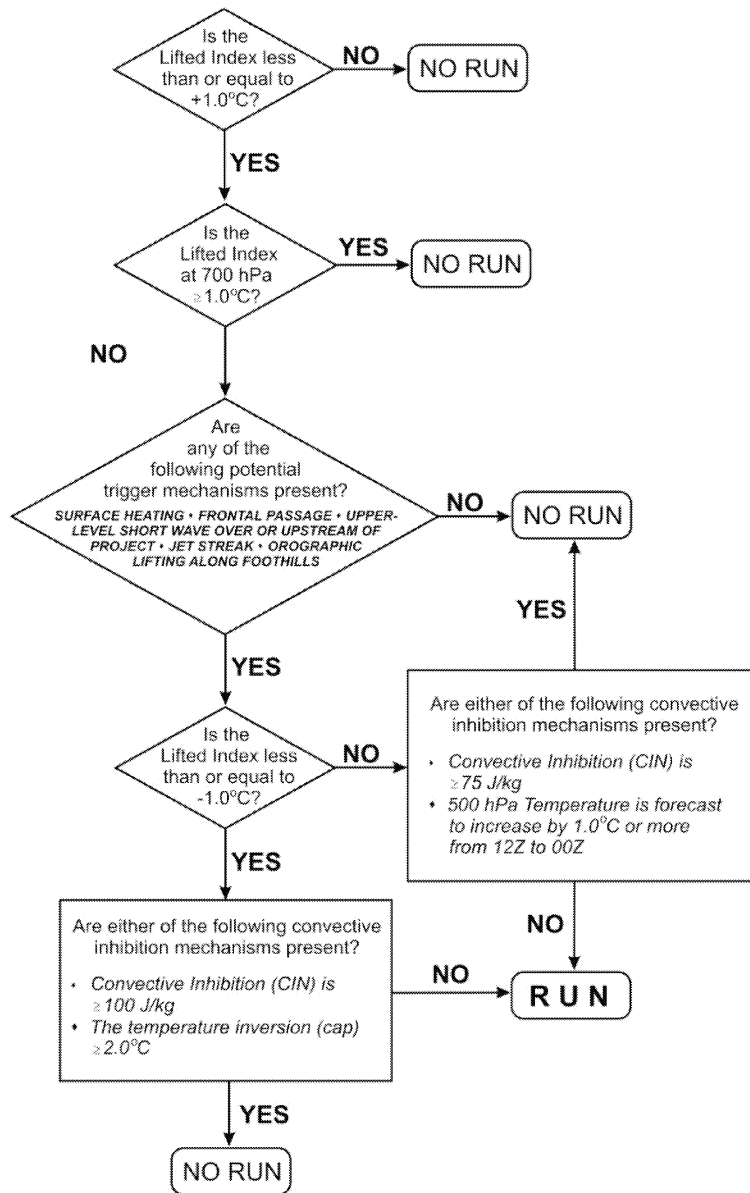 Is the
Lifted Index less
than or equal to
+1.0°C?
NO
NO RUN
YES
Is the
Lifted Index
at 700 hPa
≥1.0°C?
YES
NO RUN
NO
Are
any of the
following potential
trigger mechanisms present?
SURFACE HEATING • FRONTAL PASSAGE • UPPER-
LEVEL SHORT WAVE OVER OR UPSTREAM OF
PROJECT • JET STREAK • OROGRAPHIC
LIFTING ALONG FOOTHILLS
NO
NO RUN
YES
YES
Is the
Lifted Index less
than or equal to
-1.0°C?
NO
Are either of the following convective
inhibition mechanisms present?
• Convective Inhibition (CIN) is
≥75 J/kg
• 500 hPa Temperature is forecast
to increase by 1.0°C or more
from 12Z to 00Z
YES
NO
Are either of the following convective
inhibition mechanisms present?
• Convective Inhibition (CIN) is
≥100 J/kg
• The temperature inversion (cap)
≥2.0°C
NO
RUN
YES
NO RUN